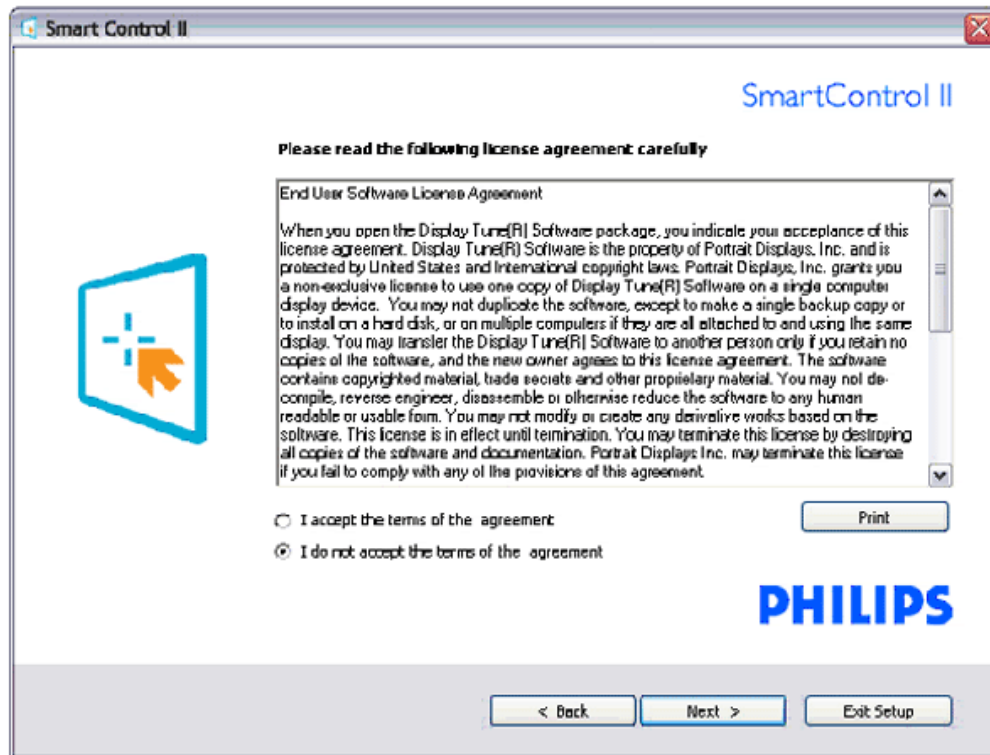 Smart Control II
SmartControl II
Please read the following license agreement carefully
End User Software License Agreement
When you open the Display Tune(R) Software package, you indicate your acceptance of this
license agreement. Display Tune(R) Software is the property of Portrait Displays, Inc. and is
protected by United States and International copyright laws. Portrait Displays, Inc. grants you
a non-exclusive license to use one copy of Display Tune(R) Software on a single computer
display device. You may not duplicate the software, except to make a single backup copy or
to install on a hard disk, or on multiple computers if they are all attached to and using the same
display. You may transfer the Display Tune(R) Software to another person only if you retain no
copies of the software, and the new owner agrees to this license agreement. The software
contains copyrighted material, trade secrets and other proprietary material. You may not de-
compile, reverse engineer, disassemble or otherwise reduce the software to any human
readable or usable form. You may not modify or create any derivative works based on the
software. This license is in effect until termination. You may terminate this license by destroying
all copies of the software and documentation. Portrait Displays Inc. may terminate this license
if you fail to comply with any of the provisions of this agreement.
I accept the terms of the agreement
Print
I do not accept the terms of the agreement
PHILIPS
< Back
Next >
Exit Setup